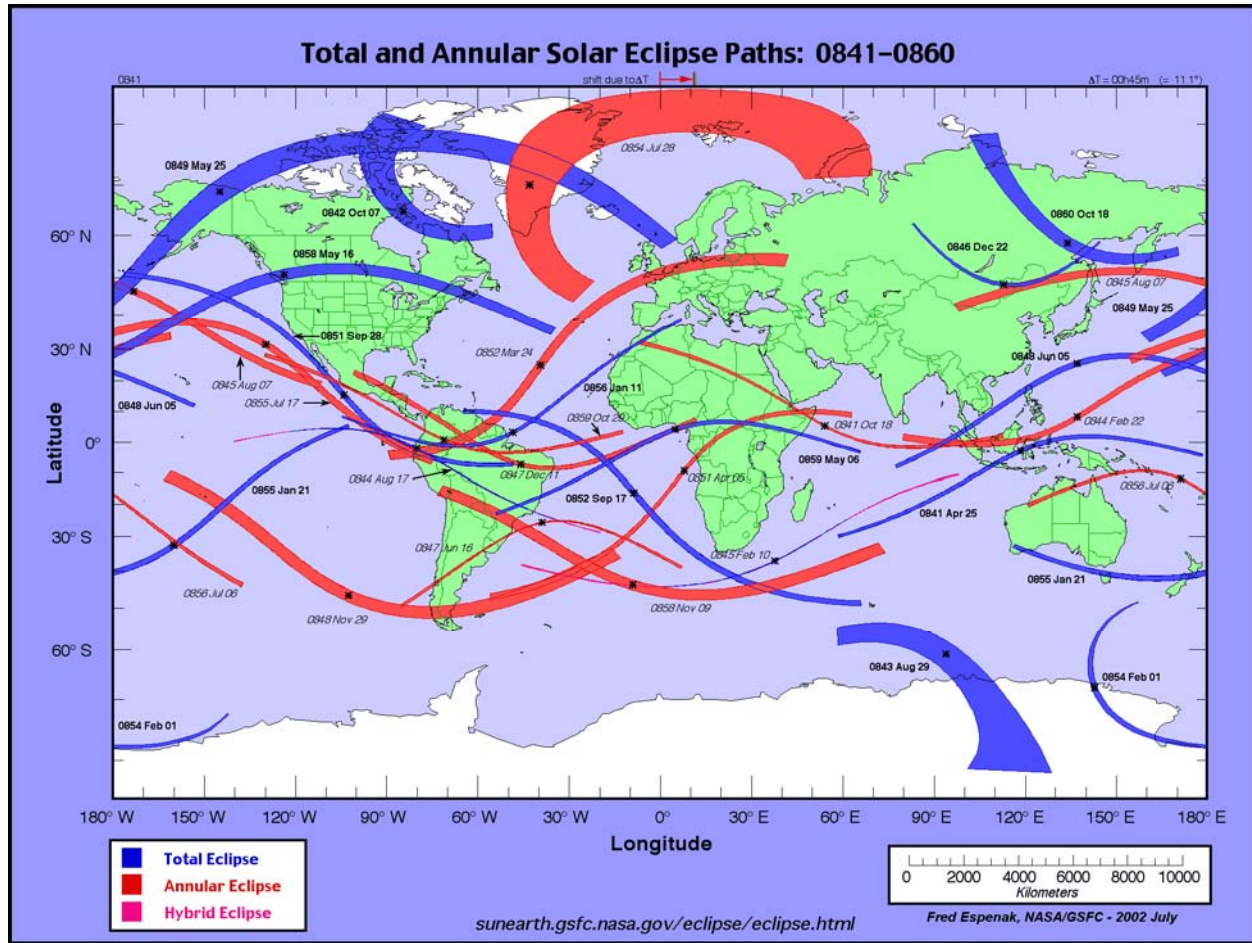 Total and Annular Solar Eclipse Paths: 0841–0860
0841
shift due to ΔT
ΔT = 00h45m (= 11.1°)
0854 Jul 28
0849 May 25
0842 Oct 07
0860 Oct 18
60° N
0846 Dec 22
0858 May 16
0845 Aug 07
0849 May 25
0851 Sep 28
30° N
0852 Mar 24
0848 Jun 05
0845 Aug 07
0856 Jan 11
0848 Jun 05
0855 Jul 17
0859 Oct 29
0841 Oct 18
0844 Feb 22
Latitude
0°
0859 May 06
0844 Aug 17
0847 Dec 11
0851 Apr 05
0856 Jul 06
0855 Jan 21
0852 Sep 17
0841 Apr 25
30° S
0847 Jun 16
0845 Feb 10
0855 Jan 21
0856 Jul 06
0848 Nov 29
0858 Nov 09
60° S
0843 Aug 29
0854 Feb 01
0854 Feb 01
180° W 150° W 120° W 90° W 60° W 30° W 0° 30° E 60° E 90° E 120° E 150° E 180° E
Longitude
Total Eclipse
Annular Eclipse
Hybrid Eclipse
0 2000 4000 6000 8000 10000
Kilometers
Fred Espenak, NASA/GSFC - 2002 July
sunearth.gsfc.nasa.gov/eclipse/eclipse.html